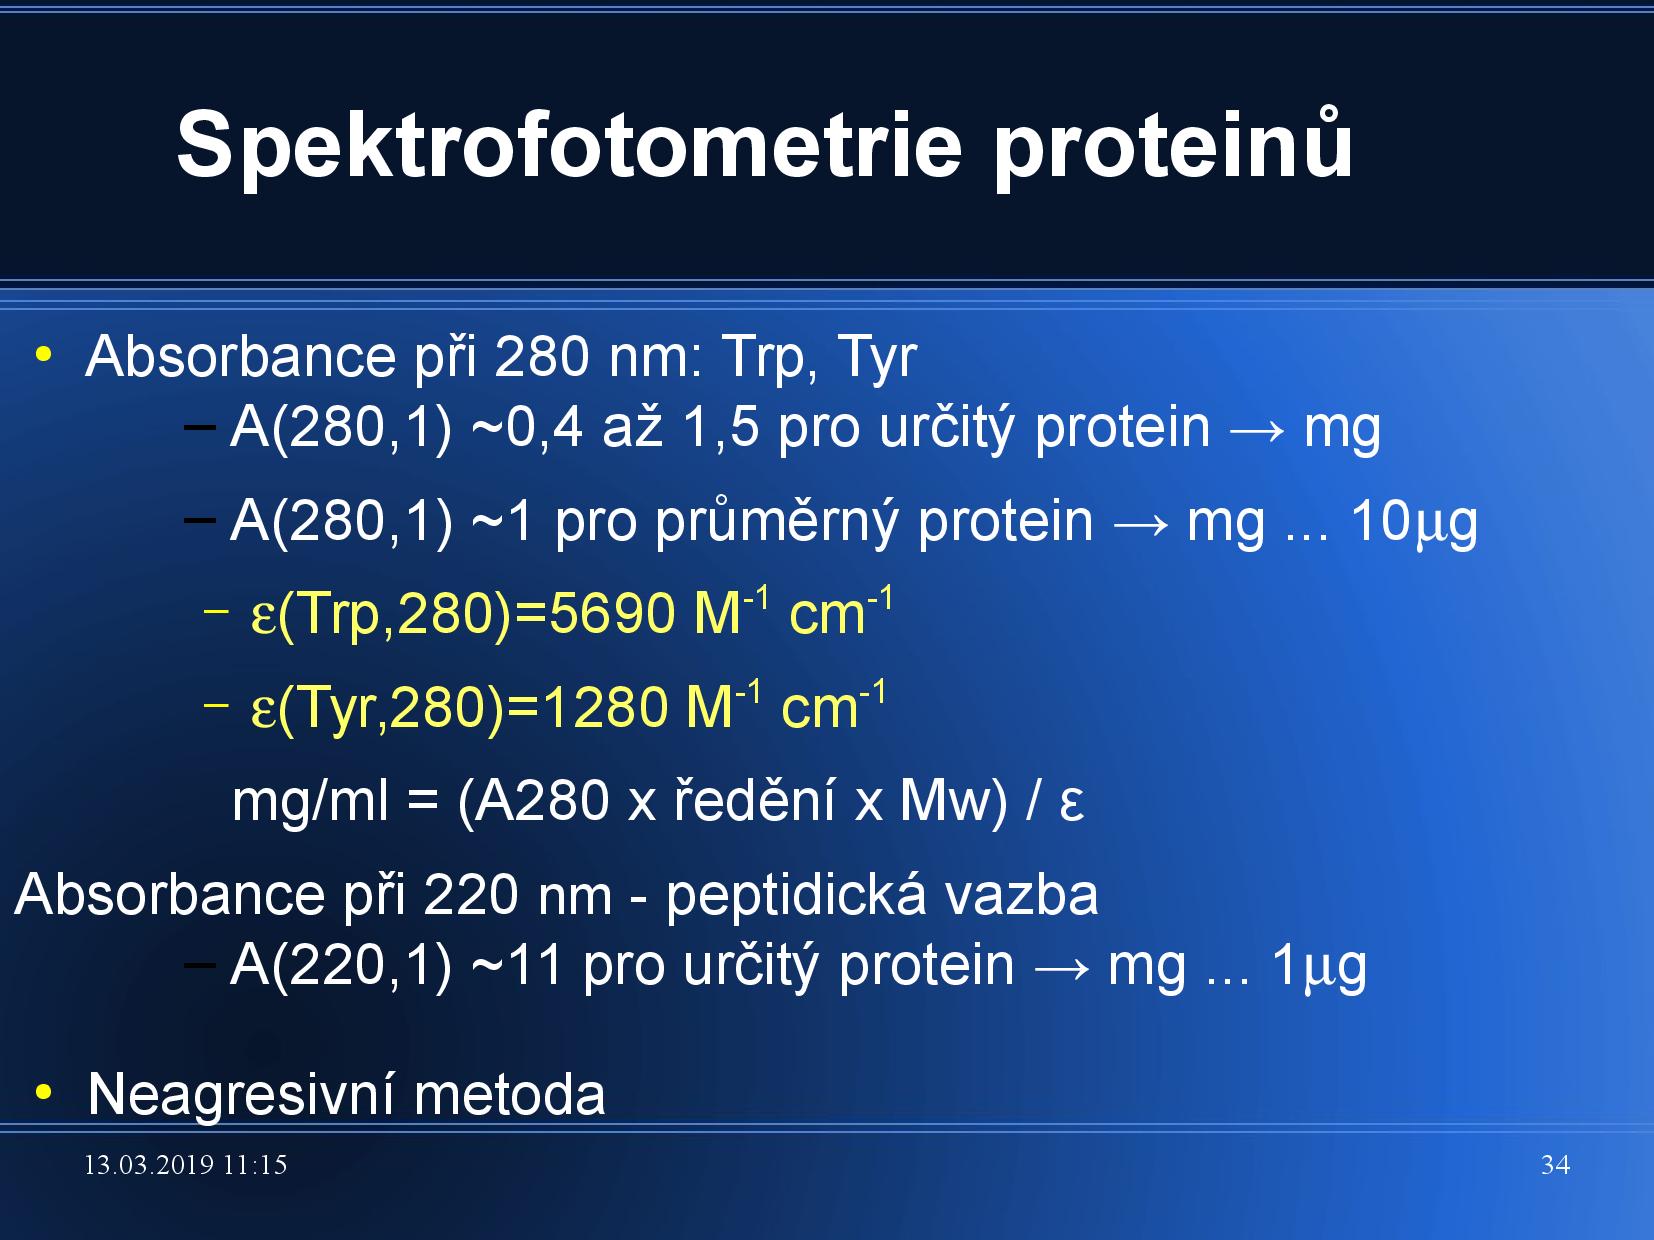 Spektrofotometrie proteinů
• Absorbance při 280 nm: Trp, Tyr
– A(280,1) ~0,4 až 1,5 pro určitý protein → mg
– A(280,1) ~1 pro průměrný protein → mg ... 10μg
– ε(Trp,280)=5690 M⁻¹ cm⁻¹
– ε(Tyr,280)=1280 M⁻¹ cm⁻¹
mg/ml = (A280 x ředění x Mw) / ε
Absorbance při 220 nm - peptidická vazba
– A(220,1) ~11 pro určitý protein → mg ... 1μg
• Neagresivní metoda
13.03.2019 11:15
34